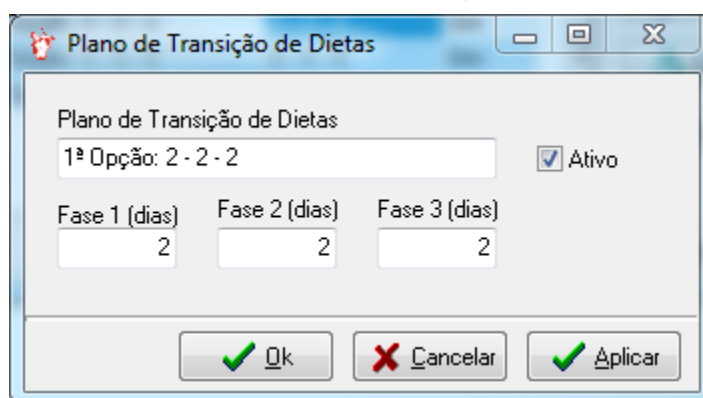 Plano de Transição de Dietas
Plano de Transição de Dietas
1ª Opção: 2 - 2 - 2
Ativo
Fase 1 (dias) Fase 2 (dias) Fase 3 (dias)
2 2 2
Ok Cancelar Aplicar